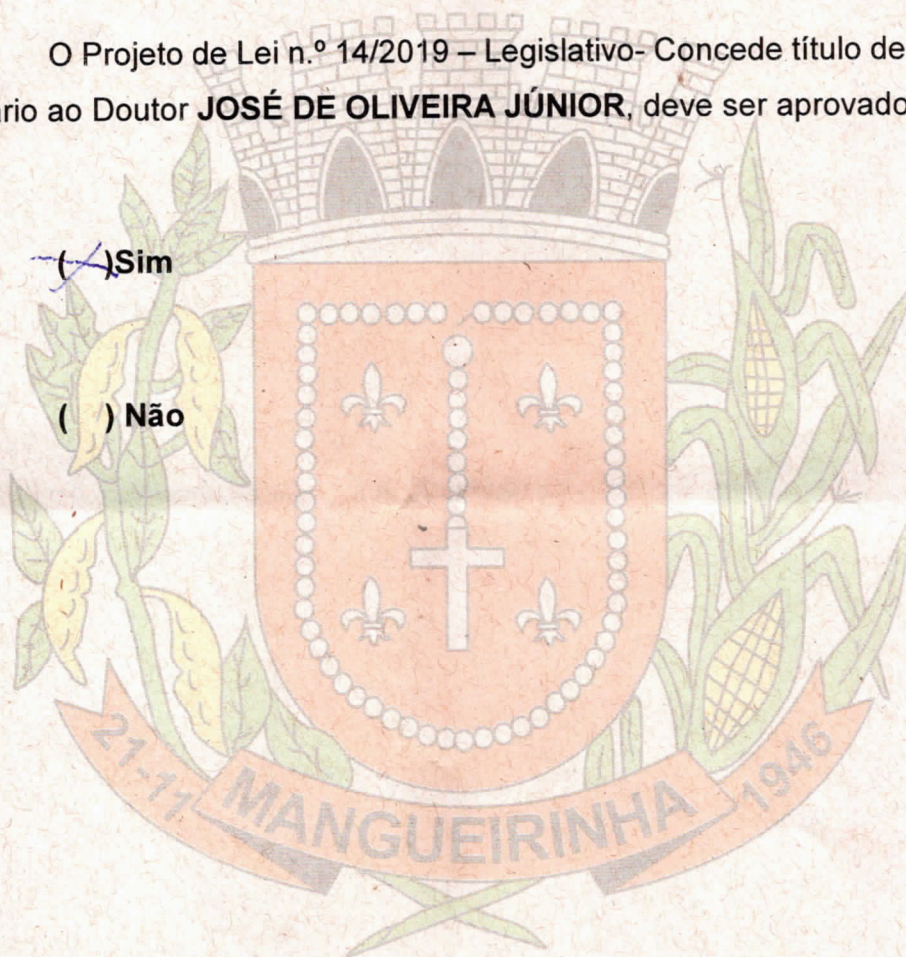 O Projeto de Lei n.º 14/2019 – Legislativo- Concede título de
rio ao Doutor JOSÉ DE OLIVEIRA JÚNIOR, deve ser aprovado
(X)Sim
( ) Não
21-11 MANGUEIRINHA 1946